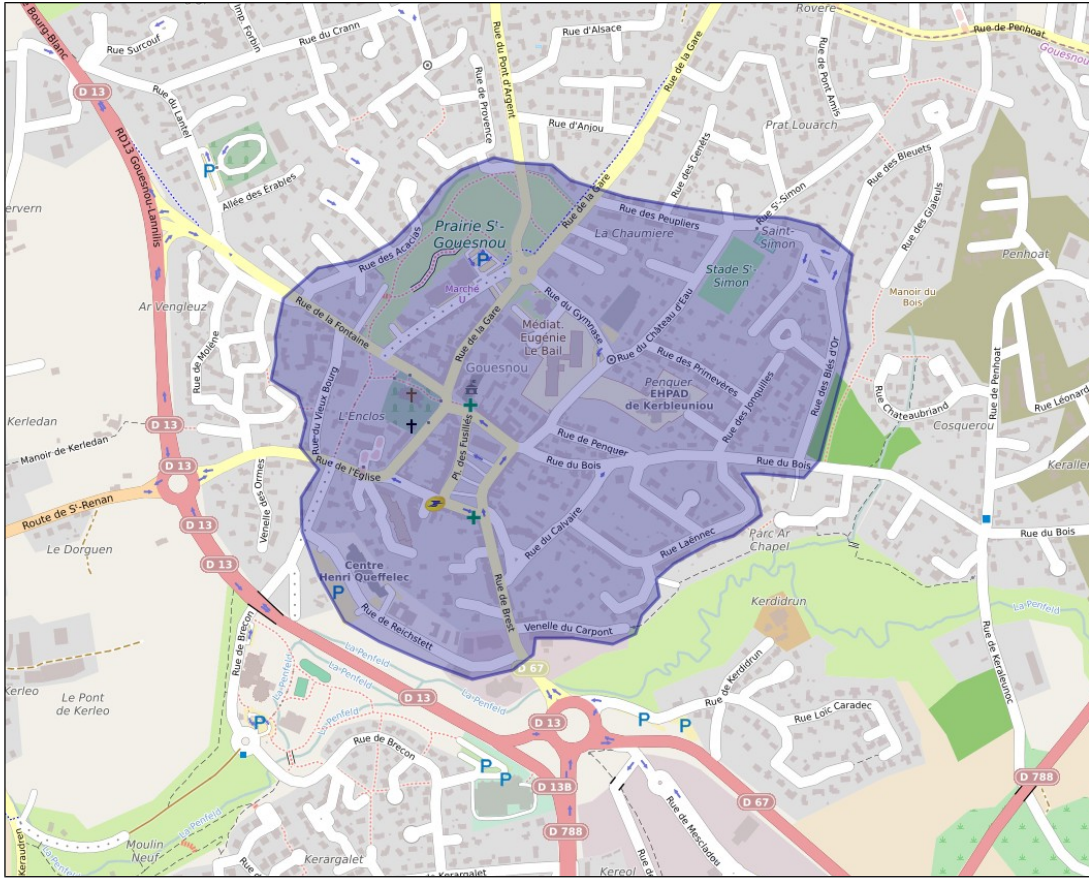 Bourg-Blanc
Rue Surcouf
Imp. Forbin
Rue du Crann
Rue du Pont d'Argent
Rue d'Alsace
Rue de la Gare
Rovere
Rue de Penhoat
Gouesnou
D 13
Rue du Lantel
Rue de Provence
Rue d'Anjou
Rue de Pont Amis
Prat Louarch
Rue des Bleuets
RD13 Gouesnou-Lannilis
P
Allée des Érables
Rue des Genêts
Rue St-Simon
Rue des Glaïeuls
Rue de la Gare
Rue des Peupliers
Prairie St-
Gouesnou
La Chaumière
Saint-
Simon
Penhoat
Rue des Acacias
P
Stade St
Simon
Marché
U
Manoir du
Bois
Ar Vengleuz
Rue de la Fontaine
Rue du Gymnase
Rue du Château d'Eau
Médiat.
Eugénie
Le Bail
Rue de la Gare
Rue de Molène
Gouesnou
Rue des Primevères
Rue des Blés d'Or
Rue de Penhoat
Penquer
EHPAD
de Kerbleuniou
Rue Chateaubriand
Rue Léonard
Rue du Vieux Bourg
L'Enclos
Rue des Jonquilles
Cosquerou
Kerledan
D 13
Manoir-de-Kerledan
Pl. des Fusillés
Rue de Penquer
Rue du Bois
Rue du Bois
D 13
Rue de l'Église
Route de St-Renan
Venelle des Ormes
Rue du Calvaire
Rue Laënnec
Parc Ar
Chapel
Rue du Bois
Le Dorguen
D 13
D 13
Centre
Henri Queffelec
P
Rue de Reichstett
Rue de Brest
Venelle du Carpont
Kerdidrun
La-Penfeld
Rue de Brecon
La-Penfeld
La-Penfeld
D 67
Rue de Kerdidrun
Rue de Keraleunoc
Kerleo
Le Pont
de Kerleo
D 13
D 13
P
P
Rue Loïc Caradec
P
Rue de Brecon
La-Penfeld
P
P
D 13B
D 67
D 788
La-Penfeld
D 788
Rue de Mescladou
Keraudren
Moulin
Neuf
Kerargalet
Rue de Kerargalet
Kereol